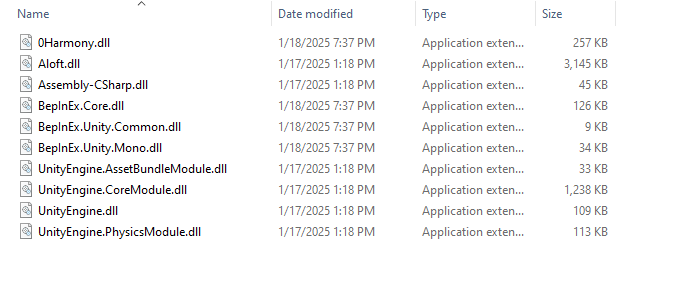 Name Date modified Type Size
0Harmony.dll 1/18/2025 7:37 PM Application exten... 257 KB
Aloft.dll 1/17/2025 1:18 PM Application exten... 3,145 KB
Assembly-CSharp.dll 1/17/2025 1:18 PM Application exten... 45 KB
BepInEx.Core.dll 1/18/2025 7:37 PM Application exten... 126 KB
BepInEx.Unity.Common.dll 1/18/2025 7:37 PM Application exten... 9 KB
BepInEx.Unity.Mono.dll 1/18/2025 7:37 PM Application exten... 34 KB
UnityEngine.AssetBundleModule.dll 1/17/2025 1:18 PM Application exten... 33 KB
UnityEngine.CoreModule.dll 1/17/2025 1:18 PM Application exten... 1,238 KB
UnityEngine.dll 1/17/2025 1:18 PM Application exten... 109 KB
UnityEngine.PhysicsModule.dll 1/17/2025 1:18 PM Application exten... 113 KB